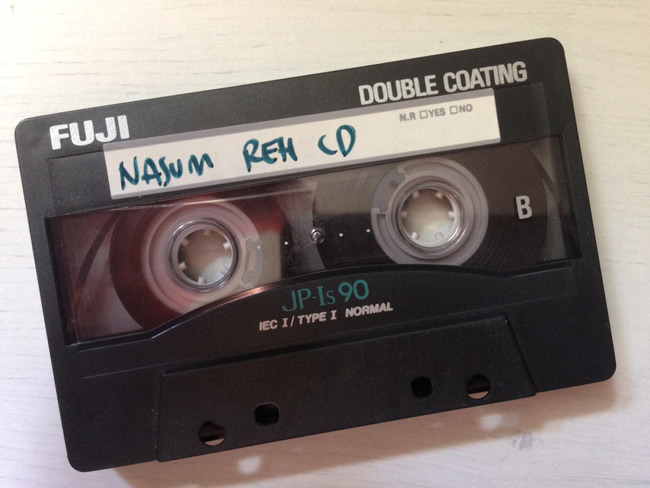 DOUBLE COATING
FUJI
N.R □YES □NO
NASUM REH CD
B
JP-Is 90
IEC I / TYPE I NORMAL